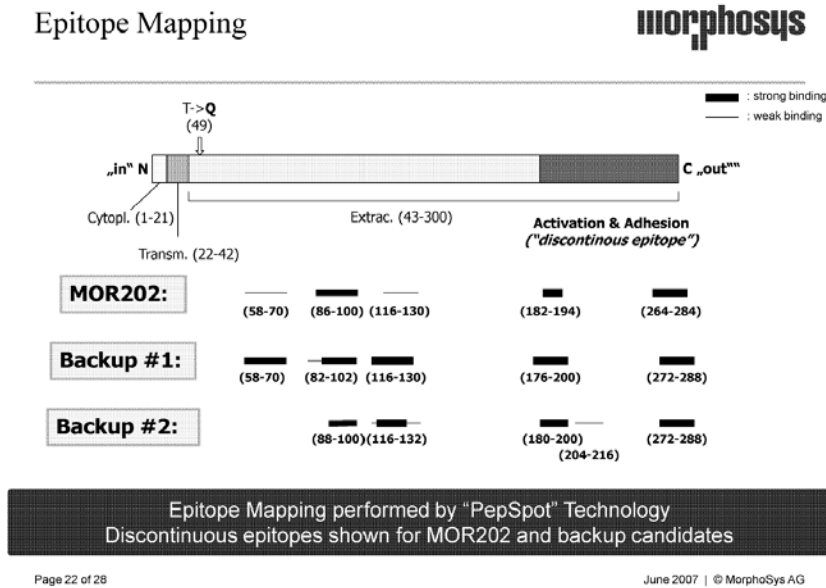 Epitope Mapping
morphosys
: strong binding
: weak binding
T->Q
(49)
„in“ N
C „out““
Cytopl. (1-21)
Extrac. (43-300)
Transm. (22-42)
Activation & Adhesion
("discontinous epitope")
MOR202:
(58-70) (86-100) (116-130) (182-194) (264-284)
Backup #1:
(58-70) (82-102) (116-130) (176-200) (272-288)
Backup #2:
(88-100) (116-132) (180-200) (272-288)
(204-216)
Epitope Mapping performed by “PepSpot” Technology
Discontinuous epitopes shown for MOR202 and backup candidates
Page 22 of 28
June 2007 | © MorphoSys AG